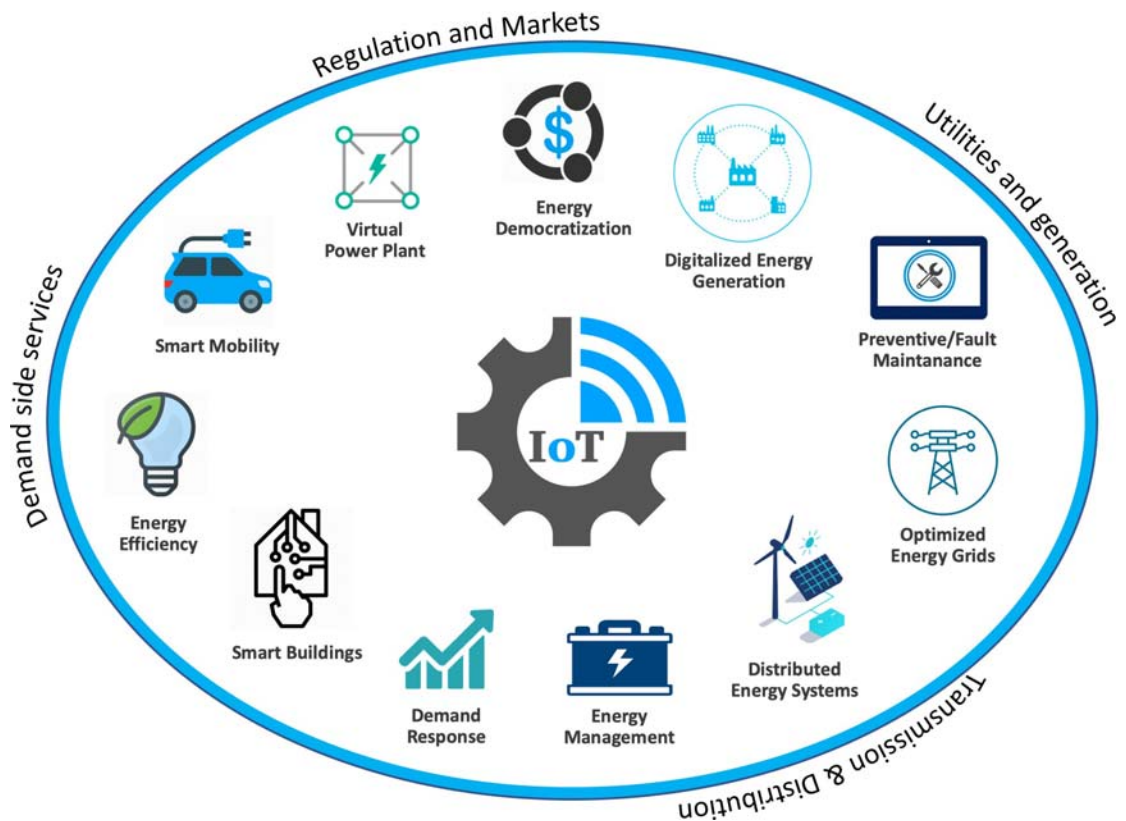 Regulation and Markets
Utilities and generation
Demand side services
Transmission & Distribution
$
Energy
Democratization
Virtual
Power Plant
Digitalized Energy
Generation
Smart Mobility
Preventive/Fault
Maintanance
IoT
Energy
Efficiency
Optimized
Energy Grids
Smart Buildings
Distributed
Energy Systems
Demand
Response
Energy
Management